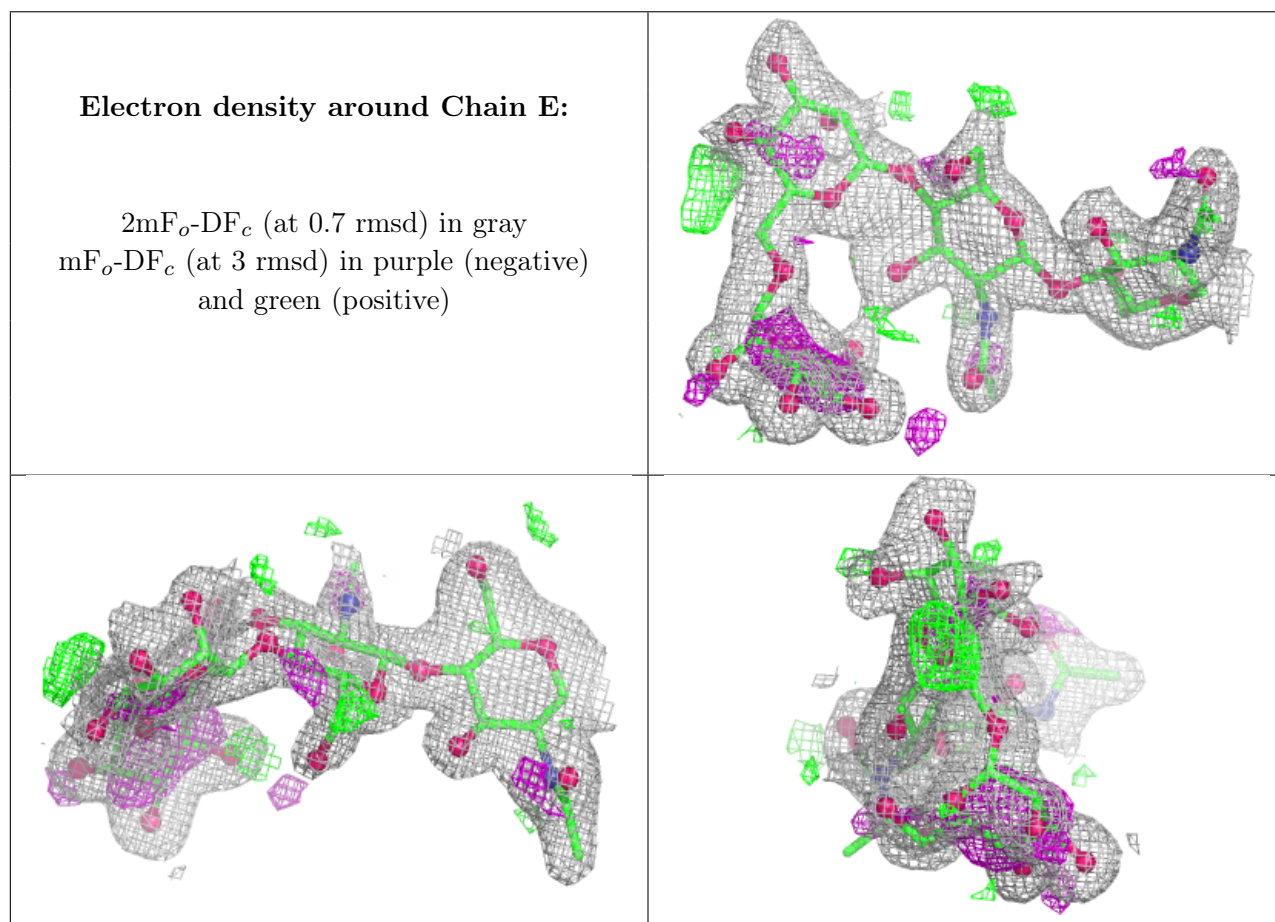 Electron density around Chain E:
2mFo-DFc (at 0.7 rmsd) in gray
mFo-DFc (at 3 rmsd) in purple (negative)
and green (positive)